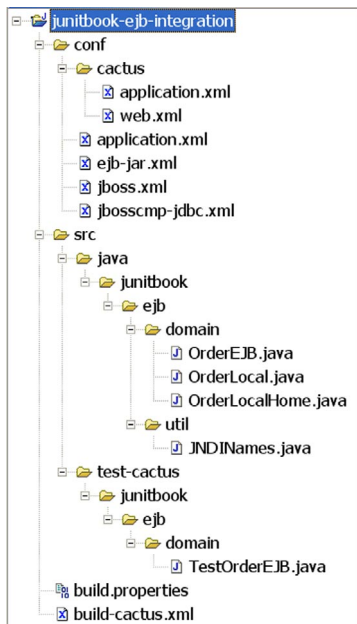 junitbook-ejb-integration
conf
cactus
application.xml
web.xml
application.xml
ejb-jar.xml
jboss.xml
jbosscmp-jdbc.xml
src
java
junitbook
ejb
domain
OrderEJB.java
OrderLocal.java
OrderLocalHome.java
util
JNDINames.java
test-cactus
junitbook
ejb
domain
TestOrderEJB.java
build.properties
build-cactus.xml